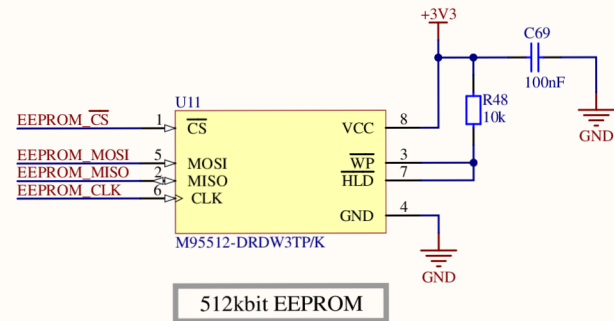 +3V3
C69
100nF
GND
U11
R48
10k
EEPROM_CS
1
CS
VCC
8
EEPROM_MOSI
5
MOSI
WP
3
EEPROM_MISO
2
MISO
HLD
7
EEPROM_CLK
6
CLK
GND
4
M95512-DRDW3TP/K
GND
512kbit EEPROM